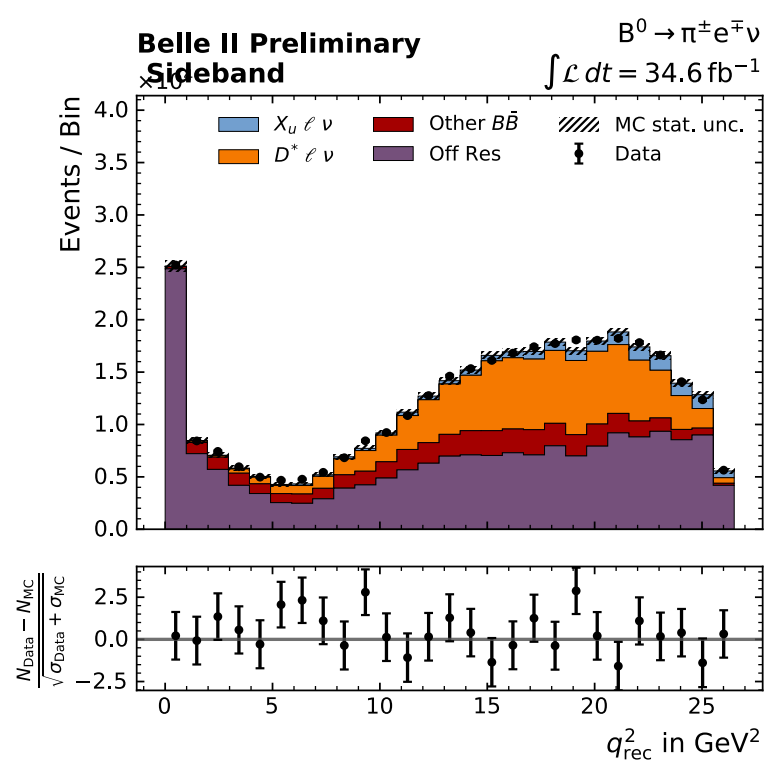 Belle II Preliminary
Sideband
B⁰ → π±e∓ν
∫ℒ dt = 34.6 fb⁻¹
×10
Events / Bin
4.0
3.5
3.0
2.5
2.0
1.5
1.0
0.5
0.0
X_u ℓ ν
D* ℓ ν
Other BB̄
Off Res
MC stat. unc.
Data
N_Data − N_MC
√σ_Data + σ_MC
2.5
0.0
−2.5
0 5 10 15 20 25
q²_rec in GeV²